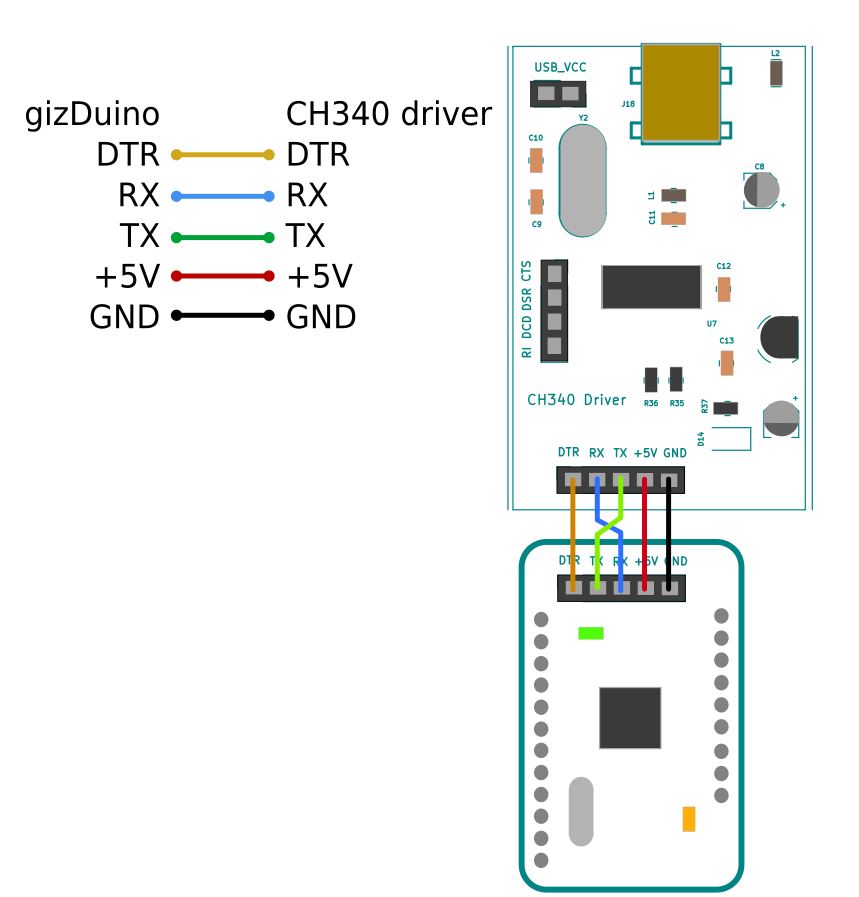 gizDuino CH340 driver
DTR DTR
RX RX
TX TX
+5V +5V
GND GND
USB_VCC
L2
J18
Y2
C10
C8
+
L1
C11
C9
CTS
DSR
DCD
RI
C12
U7
C13
R36 R35
R37
+
CH340 Driver
D14
DTR RX TX +5V GND
DTR TX RX +5V GND